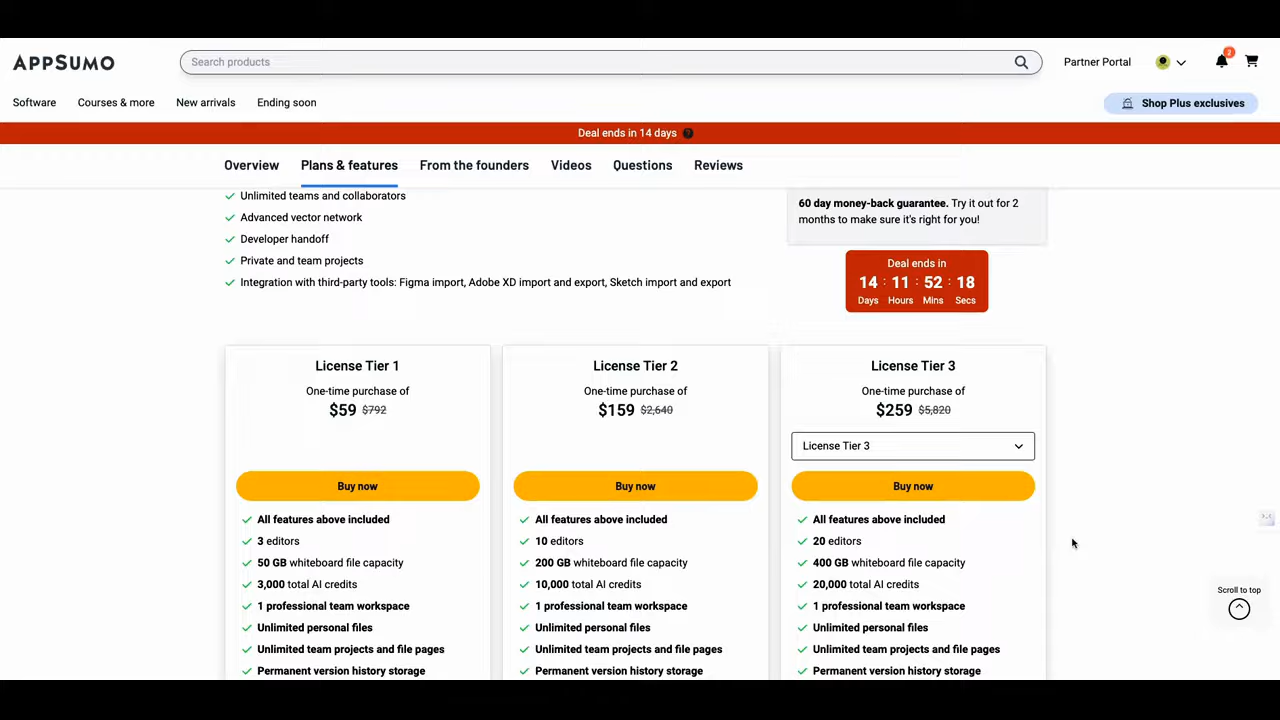 APPSUMO
Search products
Partner Portal
2
Software
Courses & more
New arrivals
Ending soon
Shop Plus exclusives
Deal ends in 14 days ?
Overview
Plans & features
From the founders
Videos
Questions
Reviews
Unlimited teams and collaborators
Advanced vector network
Developer handoff
Private and team projects
Integration with third-party tools: Figma import, Adobe XD import and export, Sketch import and export
60 day money-back guarantee. Try it out for 2
months to make sure it's right for you!
Deal ends in
14 : 11 : 52 : 18
Days Hours Mins Secs
License Tier 1
One-time purchase of
$59 $792
Buy now
All features above included
3 editors
50 GB whiteboard file capacity
3,000 total AI credits
1 professional team workspace
Unlimited personal files
Unlimited team projects and file pages
Permanent version history storage
License Tier 2
One-time purchase of
$159 $2,640
Buy now
All features above included
10 editors
200 GB whiteboard file capacity
10,000 total AI credits
1 professional team workspace
Unlimited personal files
Unlimited team projects and file pages
Permanent version history storage
License Tier 3
One-time purchase of
$259 $5,820
License Tier 3
Buy now
All features above included
20 editors
400 GB whiteboard file capacity
20,000 total AI credits
1 professional team workspace
Unlimited personal files
Unlimited team projects and file pages
Permanent version history storage
Scroll to top